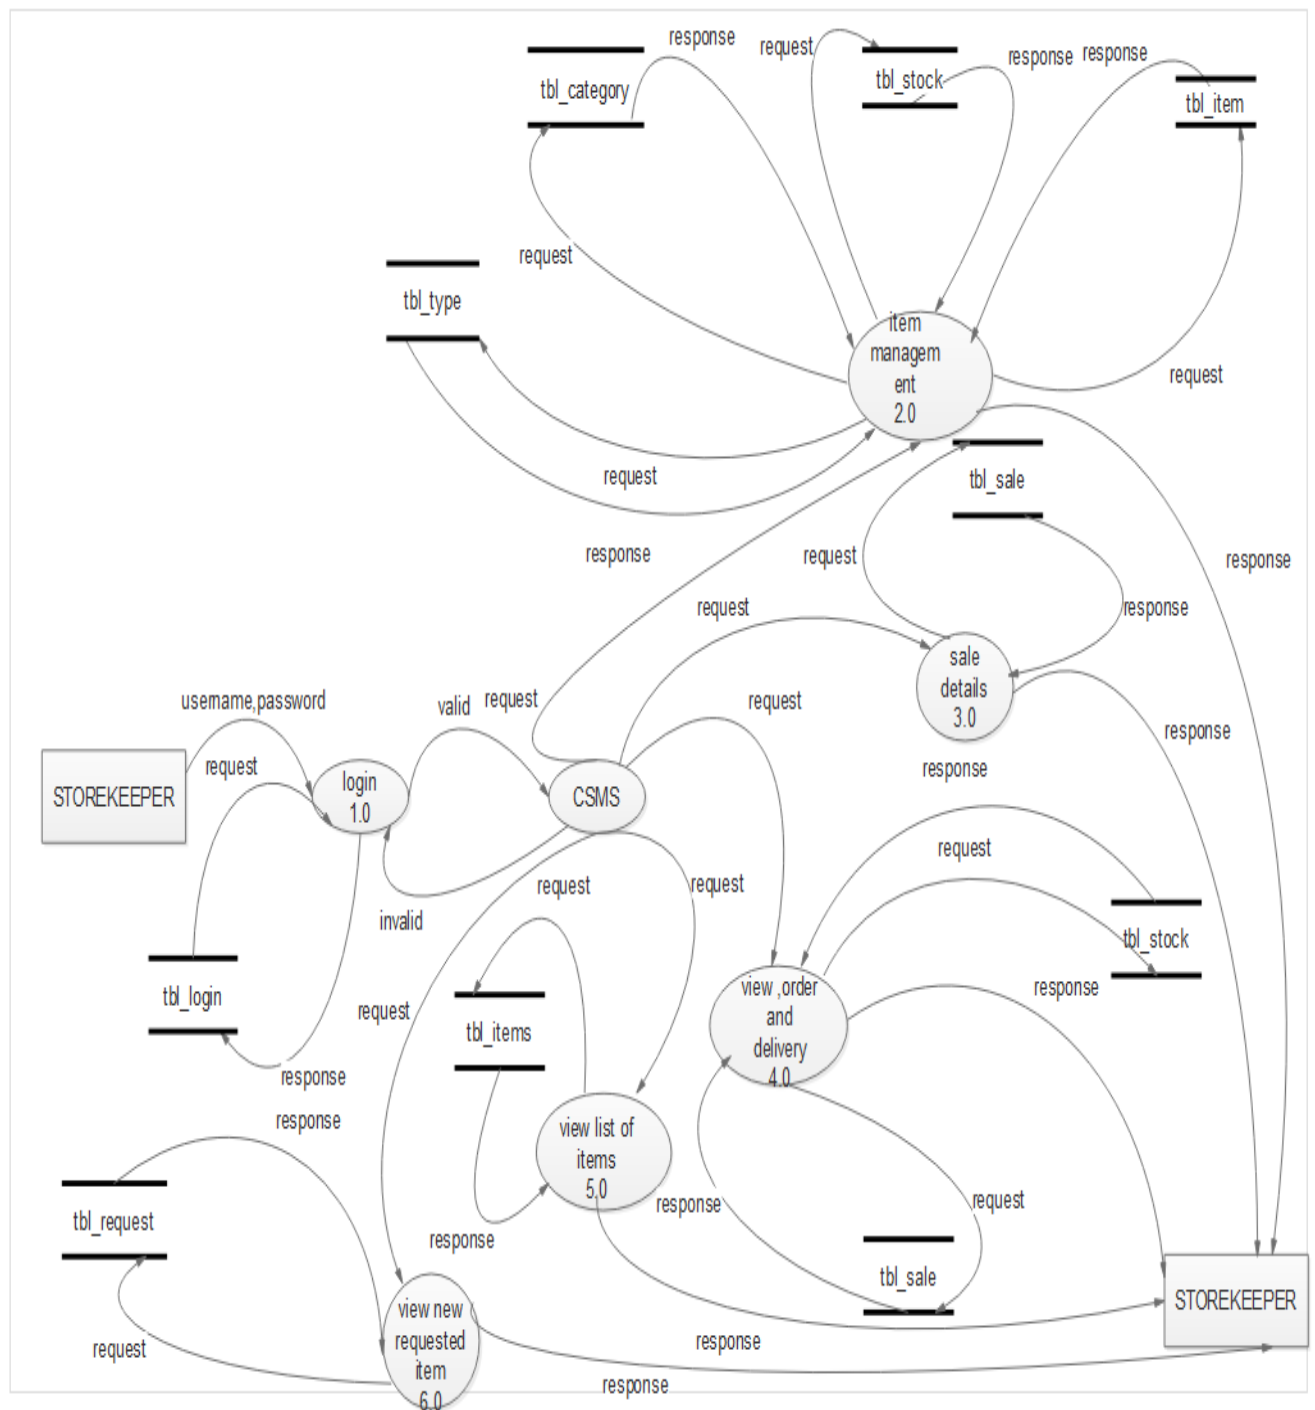 response
request
response
response
tbl_category
tbl_stock
tbl_item
request
tbl_type
item
managem
ent
2.0
request
request
tbl_sale
response
request
response
request
response
sale
details
3.0
username,password
valid
request
request
response
request
response
STOREKEEPER
login
1.0
CSMS
request
request
request
invalid
tbl_login
request
tbl_items
tbl_stock
view ,order
and
delivery
4.0
response
response
response
view list of
items
5.0
tbl_request
response
request
response
tbl_sale
STOREKEEPER
view new
requested
item
6.0
request
response
response